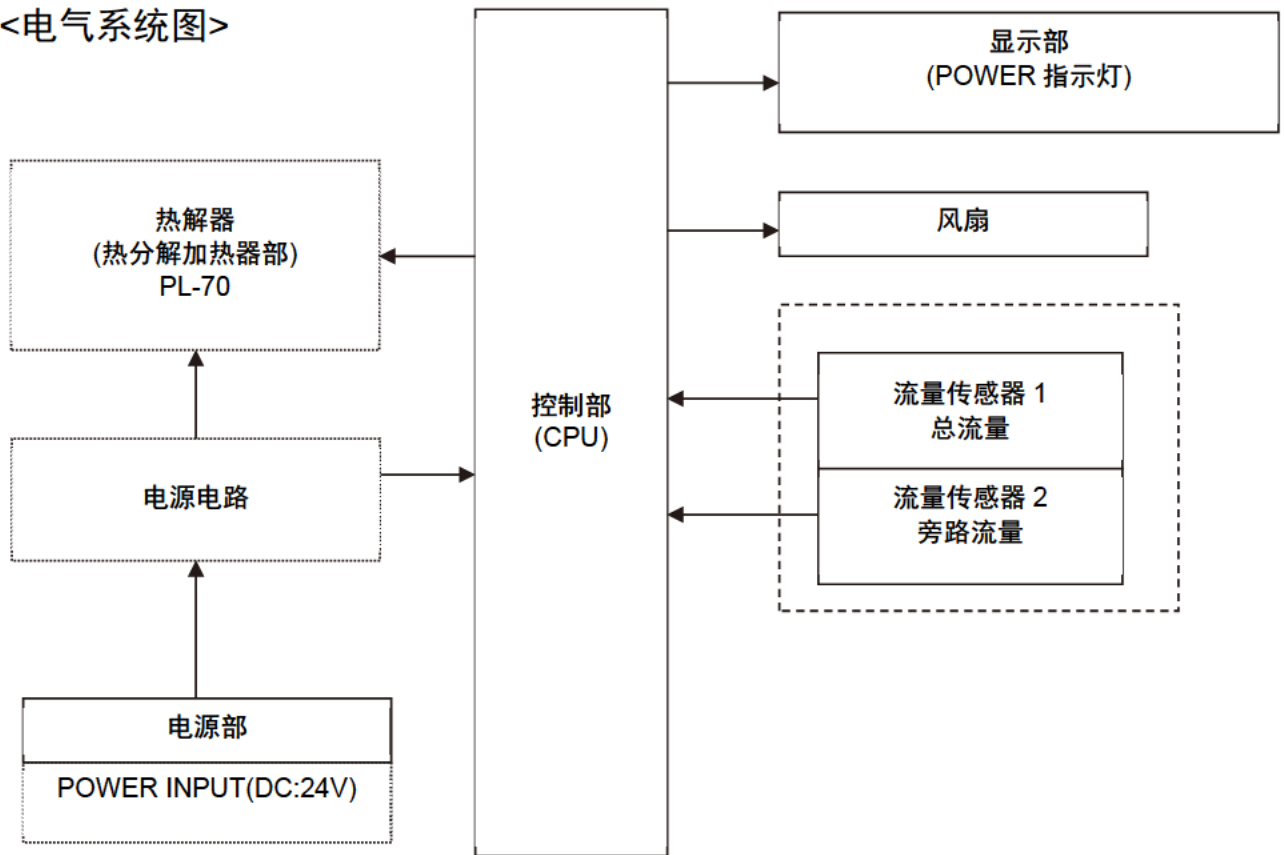 <电气系统图>
显示部
(POWER 指示灯)
热解器
(热分解加热器部)
PL-70
风扇
控制部
(CPU)
流量传感器 1
总流量
流量传感器 2
旁路流量
电源电路
电源部
POWER INPUT(DC:24V)